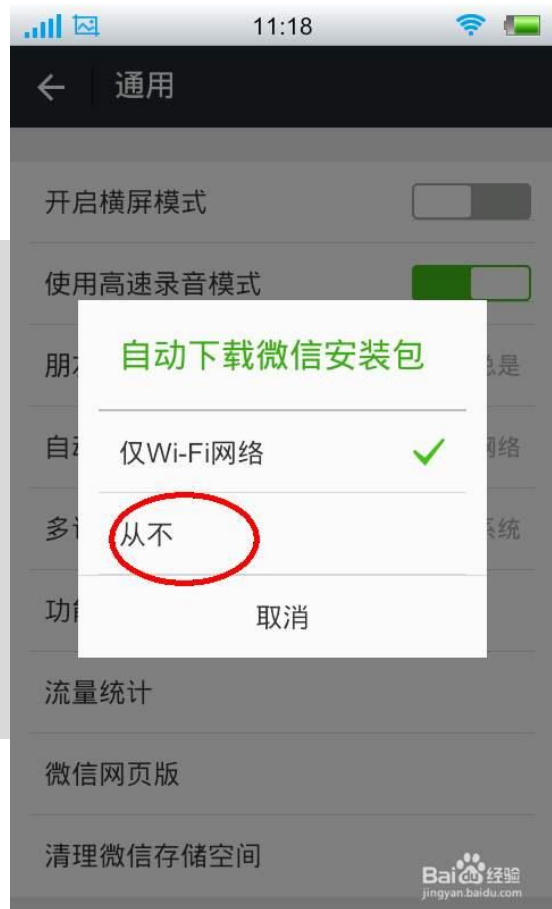 11:18
通用
开启横屏模式
使用高速录音模式
自动下载微信安装包
仅Wi-Fi网络
从不
取消
流量统计
微信网页版
清理微信存储空间
Baidu经验
jingyan.baidu.com